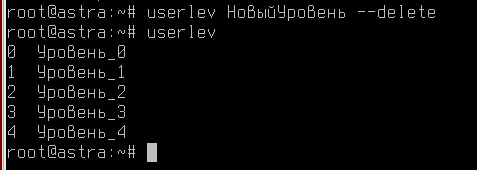 root@astra:~# userlev НовыйУровень --delete
root@astra:~# userlev
0 Уровень_0
1 Уровень_1
2 Уровень_2
3 Уровень_3
4 Уровень_4
root@astra:~#